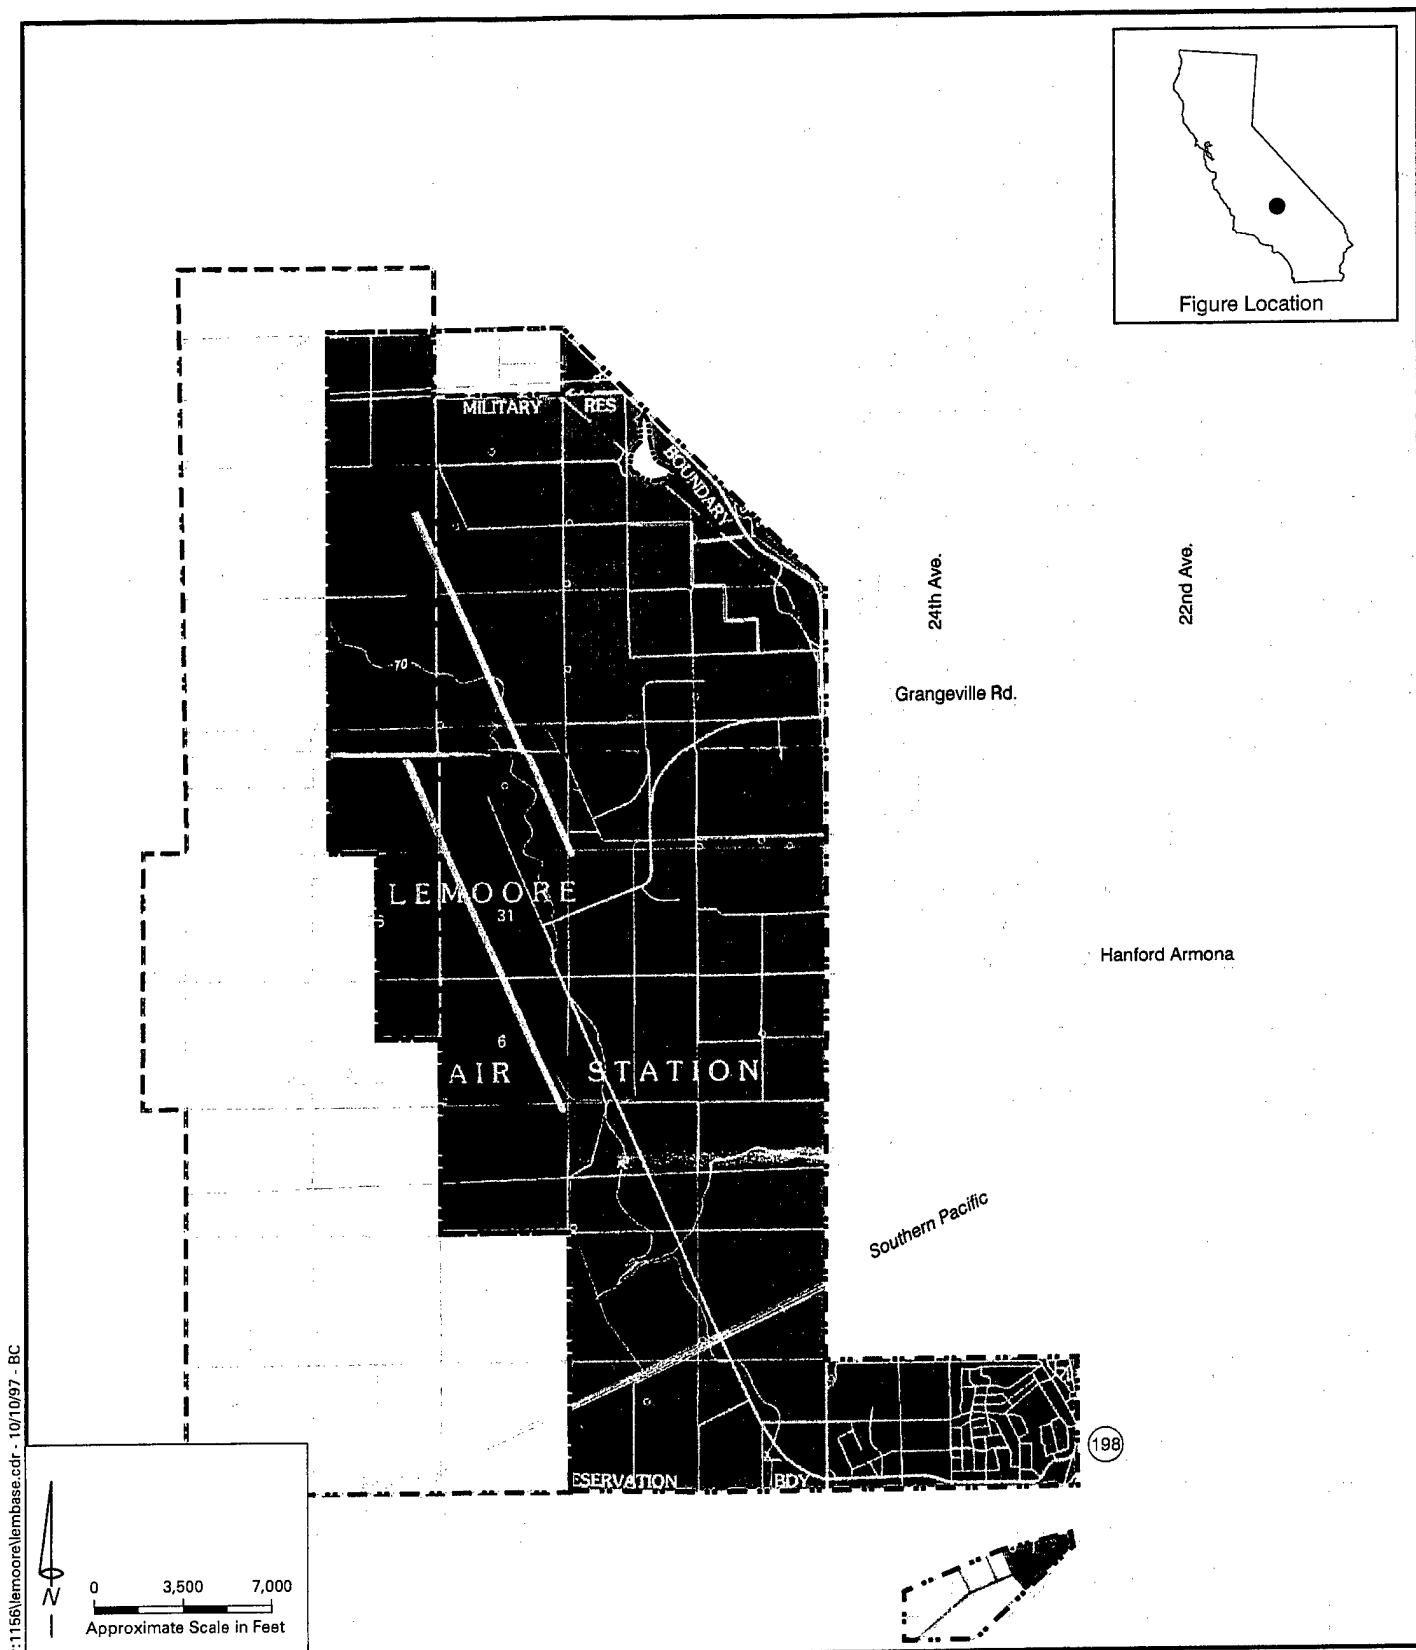 Figure Location
MILITARY RES
BOUNDARY
24th Ave.
22nd Ave.
70
Grangeville Rd.
LEMOORE
31
Hanford Armona
6
AIR STATION
Southern Pacific
198
ESERVATION BDY
N
0 3,500 7,000
Approximate Scale in Feet
:1156\lemoore\lembase.cdr - 10/10/97 - BC